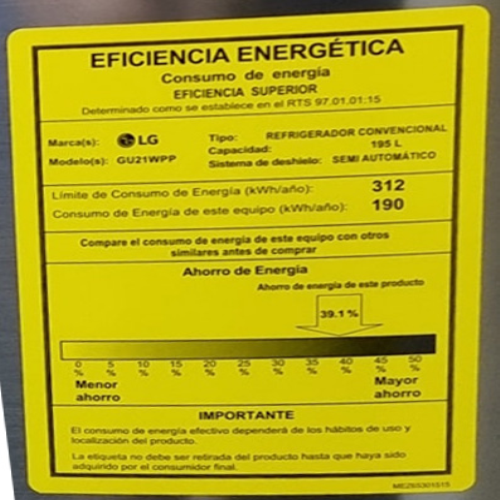 EFICIENCIA ENERGÉTICA
Consumo de energía
EFICIENCIA SUPERIOR
Determinado como se establece en el RTS 97.01.01:15
Marca(s): LG Tipo: REFRIGERADOR CONVENCIONAL
Capacidad: 195 L
Modelo(s): GU21WPP Sistema de deshielo: SEMI AUTOMÁTICO
Límite de Consumo de Energía (kWh/año): 312
Consumo de Energía de este equipo (kWh/año): 190
Compare el consumo de energía de este equipo con otros
similares antes de comprar
Ahorro de Energía
Ahorro de energía de este producto
39.1 %
0 5 10 15 20 25 30 35 40 45 50
% % % % % % % % % % %
Menor Mayor
ahorro ahorro
IMPORTANTE
El consumo de energía efectivo dependerá de los hábitos de uso y
localización del producto.
La etiqueta no debe ser retirada del producto hasta que haya sido
adquirido por el consumidor final.
MEZ65301515